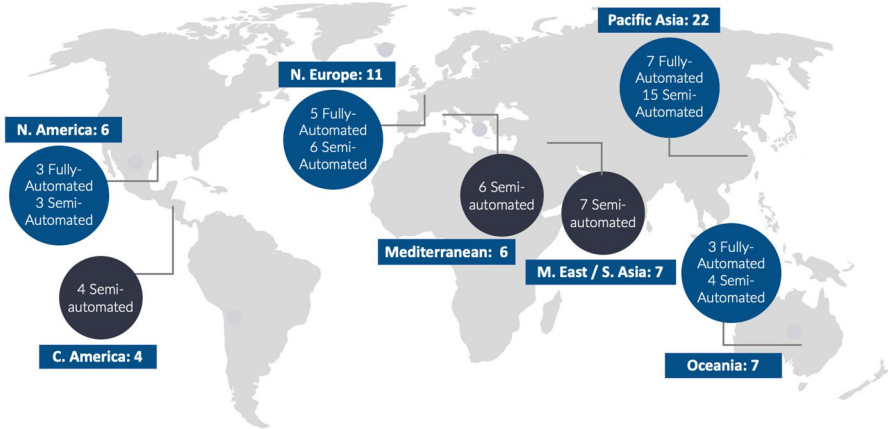 Pacific Asia: 22
7 Fully-
Automated
15 Semi-
Automated
N. Europe: 11
5 Fully-
Automated
6 Semi-
Automated
N. America: 6
3 Fully-
Automated
3 Semi-
Automated
6 Semi-
automated
Mediterranean: 6
7 Semi-
automated
M. East / S. Asia: 7
3 Fully-
Automated
4 Semi-
Automated
Oceania: 7
4 Semi-
automated
C. America: 4